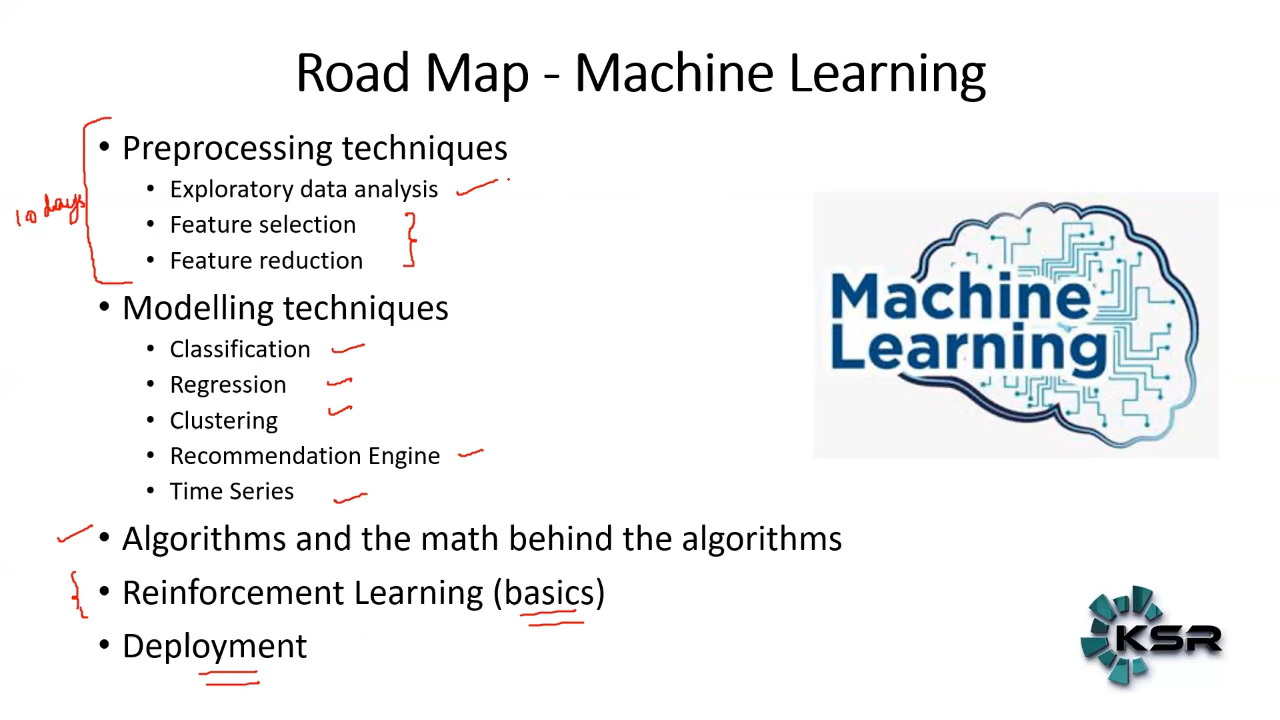 Road Map - Machine Learning
• Preprocessing techniques
• Exploratory data analysis
10 days
• Feature selection
• Feature reduction
• Modelling techniques
• Classification
• Regression
• Clustering
• Recommendation Engine
• Time Series
Machine
Learning
• Algorithms and the math behind the algorithms
• Reinforcement Learning (basics)
• Deployment
KSR